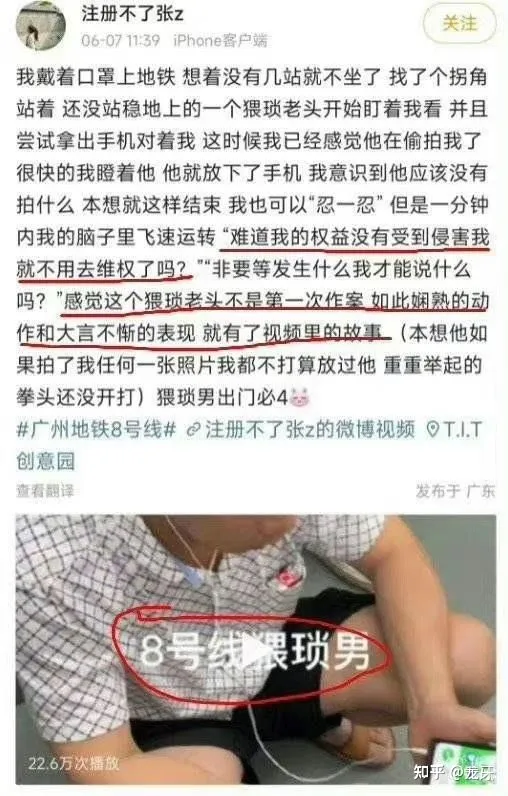 注册不了张z
关注
06-07 11:39 iPhone客户端
我戴着口罩上地铁 想着没有几站就不坐了 找了个拐角
站着 还没站稳地上的一个猥琐老头开始盯着我看 并且
尝试拿出手机对着我 这时候我已经感觉他在偷拍我了
很快的我瞪着他 他就放下了手机 我意识到他应该没有
拍什么 本想就这样结束 我也可以“忍一忍” 但是一分钟
内我的脑子里飞速运转 “难道我的权益没有受到侵害我
就不用去维权了吗?”“非要等发生什么我才能说什么
吗?”感觉这个猥琐老头不是第一次作案 如此娴熟的动
作和大言不惭的表现 就有了视频里的故事（本想他如
果拍了我任何一张照片我都不打算放过他 重重举起的
拳头还没开打）猥琐男出门必4
#广州地铁8号线# 注册不了张z的微博视频 T.I.T
创意园
查看翻译
发布于 广东
8号线猥琐男
22.6万次播放
知乎 @龙牙